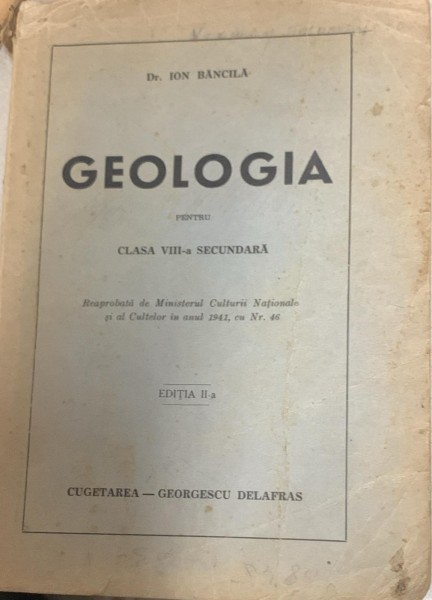 Dr. ION BĂNCILĂ
GEOLOGIA
PENTRU
CLASA VIII-a SECUNDARĂ
Reaprobată de Ministerul Culturii Naționale
și al Cultelor în anul 1941, cu Nr. 46
EDIȚIA II-a
CUGETAREA — GEORGESCU DELAFRAS